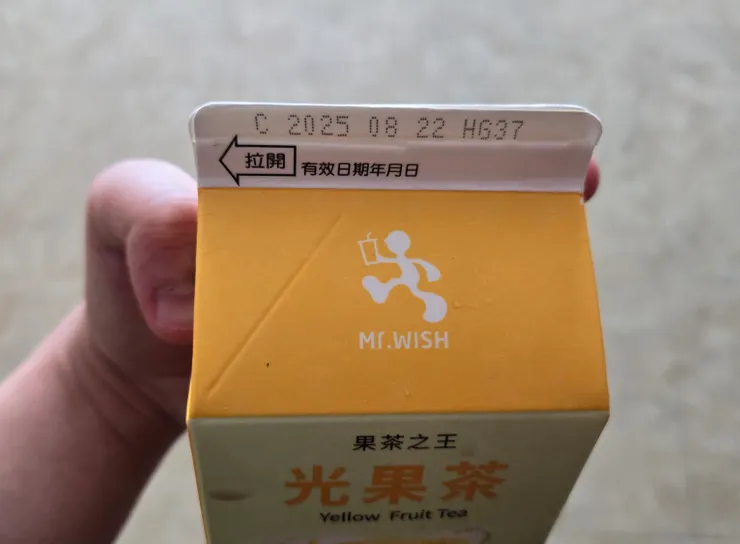 C 2025 08 22 HG37
拉開 有效日期年月日
Mr.WISH
果茶之王
光果茶
Yellow Fruit Tea